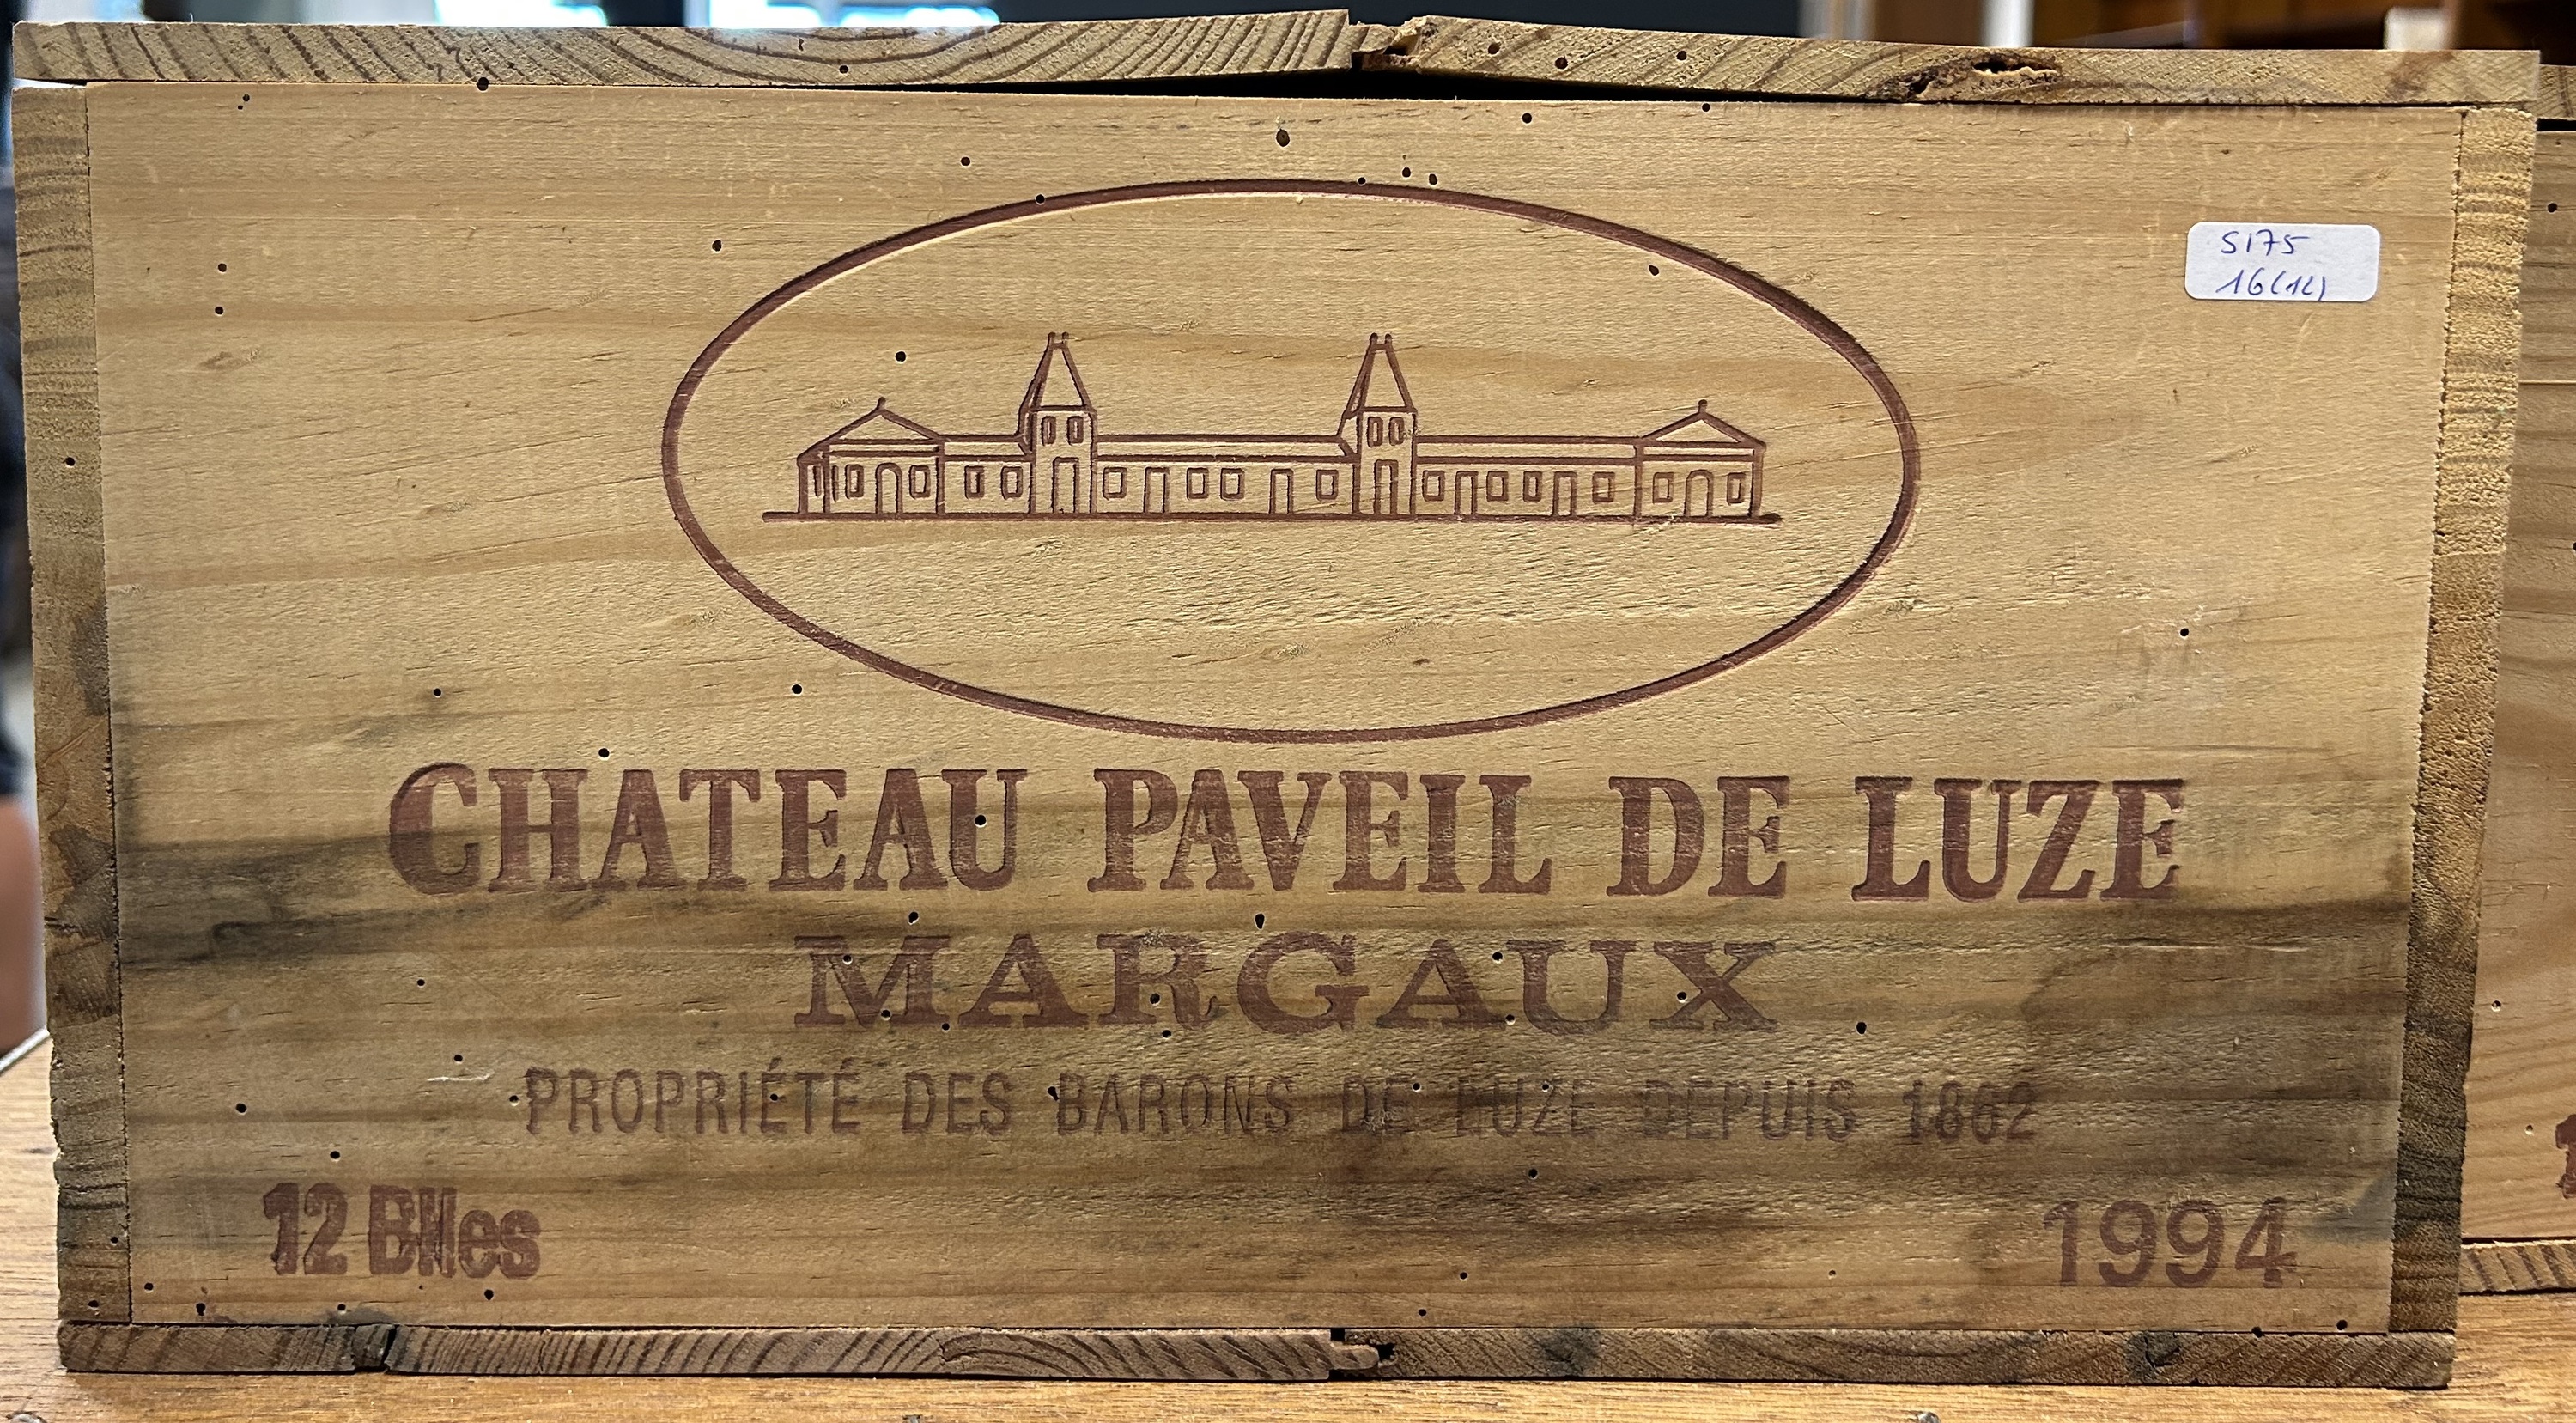 S175
16(12)
CHATEAU PAVEIL DE LUZE
MARGAUX
PROPRIÉTÉ DES BARONS DE LUZE DEPUIS 1862
12 Blles
1994